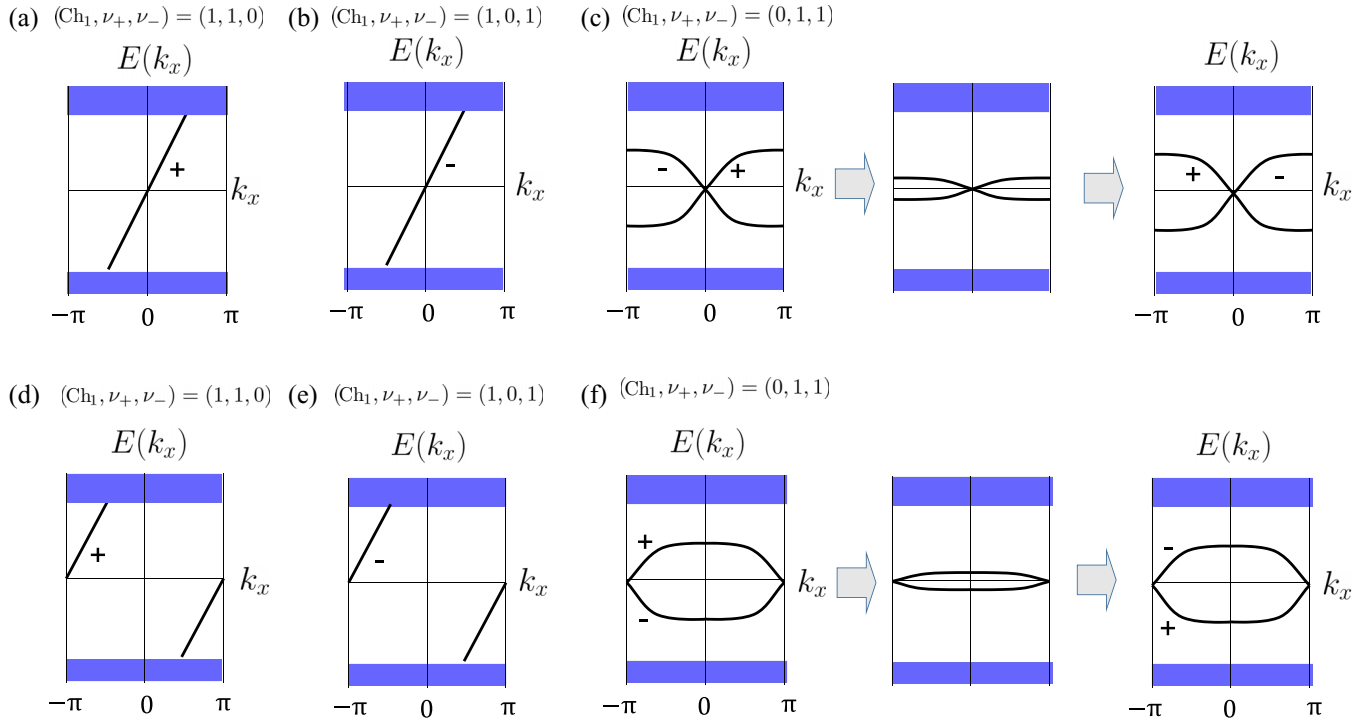 (a) (Ch₁, ν₊, ν₋) = (1, 1, 0)
E(kₓ)
+
kₓ
−π 0 π
(b) (Ch₁, ν₊, ν₋) = (1, 0, 1)
E(kₓ)
-
kₓ
−π 0 π
(c) (Ch₁, ν₊, ν₋) = (0, 1, 1)
E(kₓ)
- +
kₓ
−π 0 π
E(kₓ)
+ -
kₓ
−π 0 π
(d) (Ch₁, ν₊, ν₋) = (1, 1, 0)
E(kₓ)
+
kₓ
−π 0 π
(e) (Ch₁, ν₊, ν₋) = (1, 0, 1)
E(kₓ)
-
kₓ
−π 0 π
(f) (Ch₁, ν₊, ν₋) = (0, 1, 1)
E(kₓ)
+
kₓ
-
−π 0 π
E(kₓ)
-
kₓ
+
−π 0 π